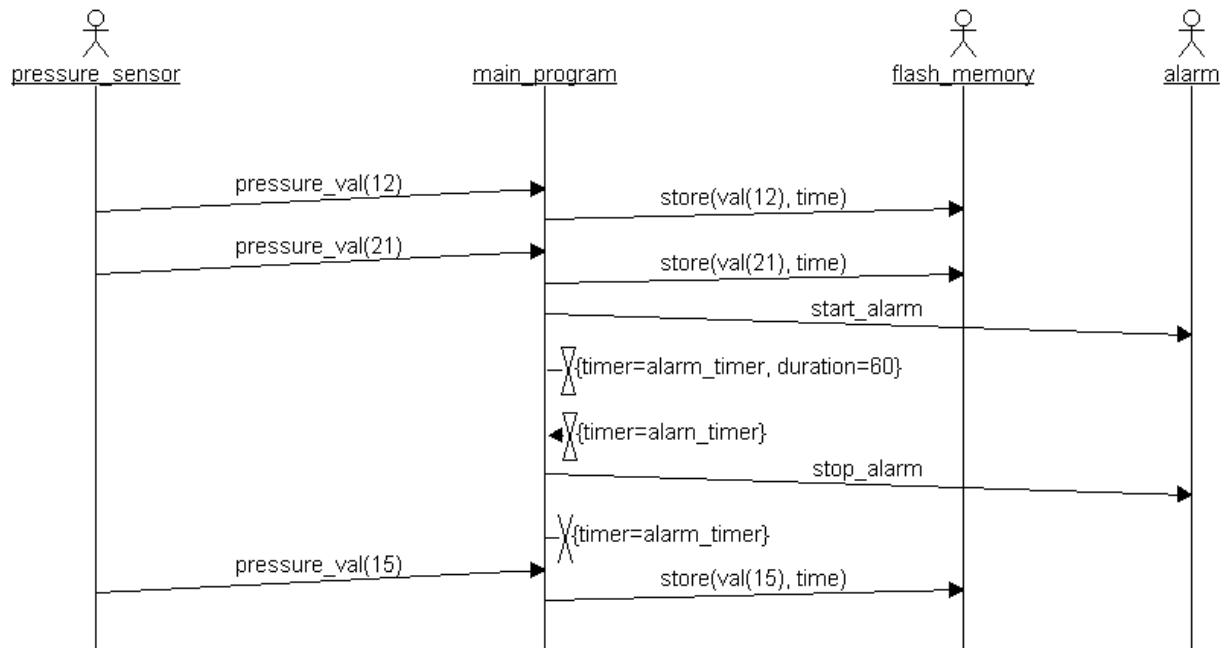 pressure_sensor
main_program
flash_memory
alarm
pressure_val(12)
store(val(12), time)
pressure_val(21)
store(val(21), time)
start_alarm
{timer=alarm_timer, duration=60}
{timer=alarn_timer}
stop_alarm
{timer=alarm_timer}
pressure_val(15)
store(val(15), time)